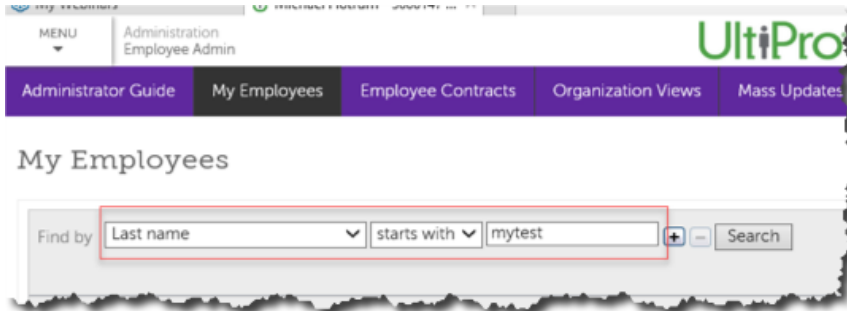 My Webinars
MENU
Administration
Employee Admin
UltiPro
Administrator Guide My Employees Employee Contracts Organization Views Mass Updates
My Employees
Find by Last name starts with mytest + – Search